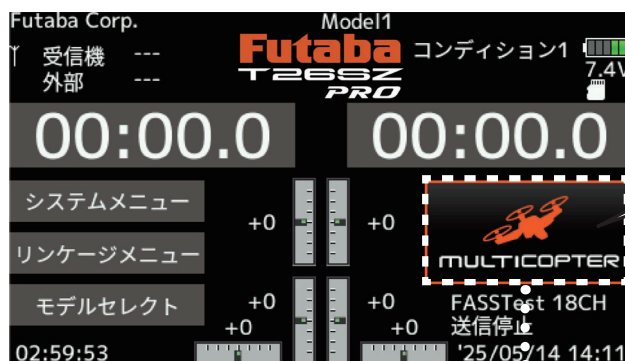 Futaba Corp.
Model1
受信機 ---
外部 ---
Futaba
T26SZ
PRO
コンディション1
7.4V
00:00.0
00:00.0
システムメニュー
リンケージメニュー
モデルセレクト
+0
+0
MULTICOPTER
+0
+0
+0
+0
FASSTest 18CH
送信停止
02:59:53
'25/05/14 14:11